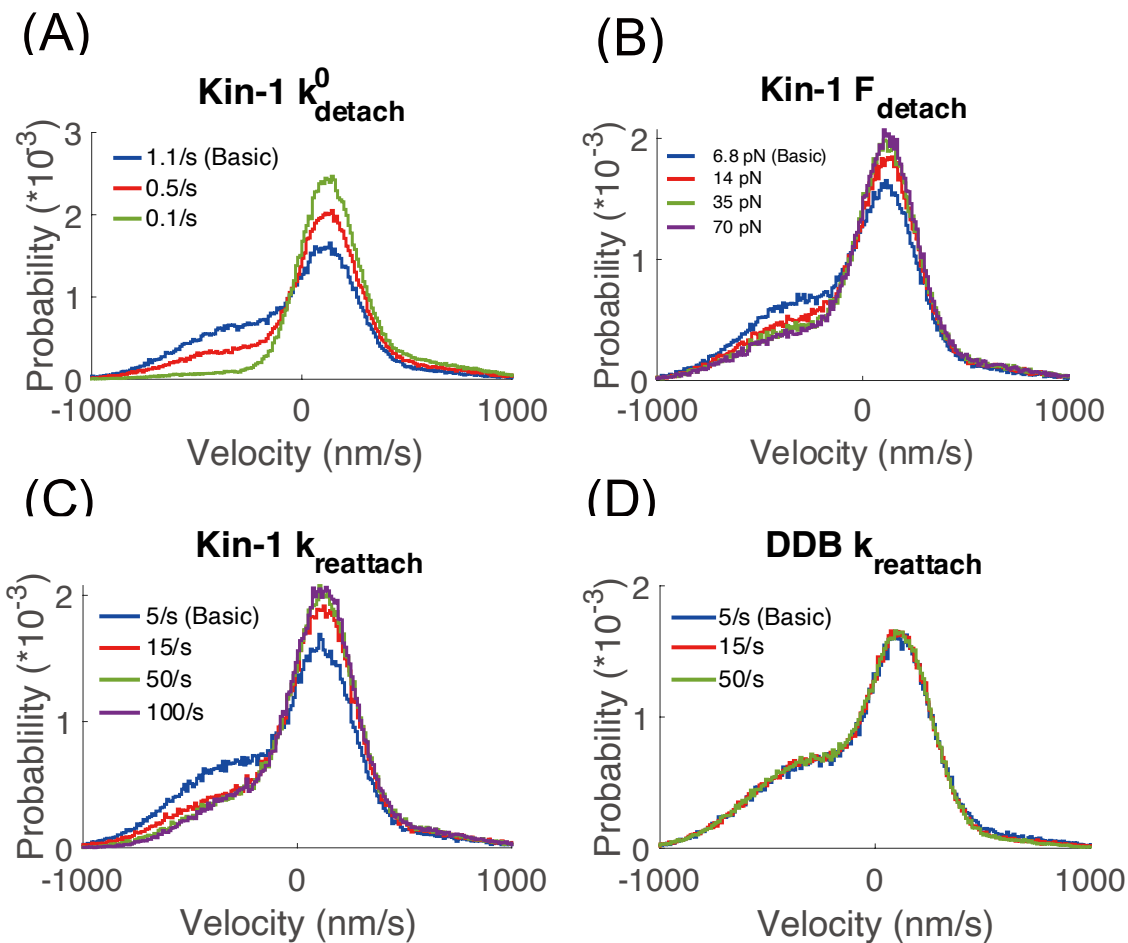 (A)
Kin-1 k⁰detach
Probability (*10⁻³)
3
2
1
0
1.1/s (Basic)
0.5/s
0.1/s
-1000
0
1000
Velocity (nm/s)
(B)
Kin-1 Fdetach
Probability (*10⁻³)
2
1
0
6.8 pN (Basic)
14 pN
35 pN
70 pN
-1000
0
1000
Velocity (nm/s)
(C)
Kin-1 kreattach
Probablility (*10⁻³)
2
1
0
5/s (Basic)
15/s
50/s
100/s
-1000
0
1000
Velocity (nm/s)
(D)
DDB kreattach
Probability (*10⁻³)
2
1
0
5/s (Basic)
15/s
50/s
-1000
0
1000
Velocity (nm/s)